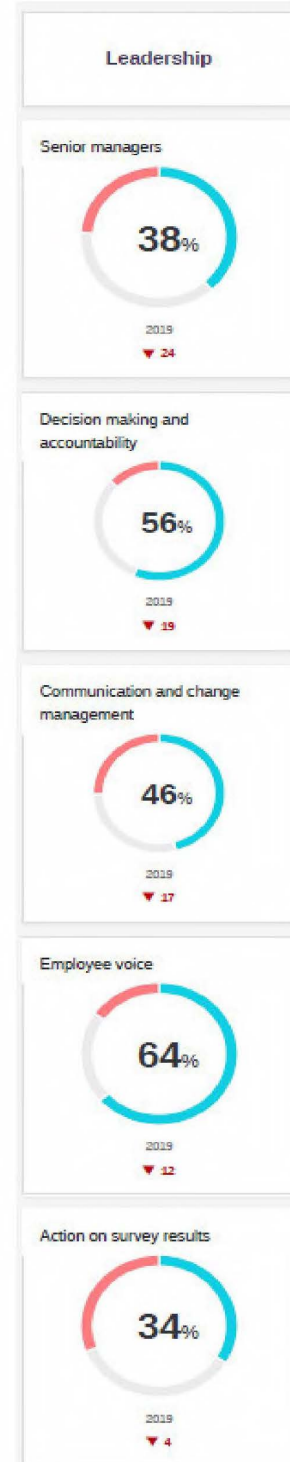 Leadership
Senior managers
38%
2019
▼ 24
Decision making and
accountability
56%
2019
▼ 19
Communication and change
management
46%
2019
▼ 17
Employee voice
64%
2019
▼ 12
Action on survey results
34%
2019
▼ 4